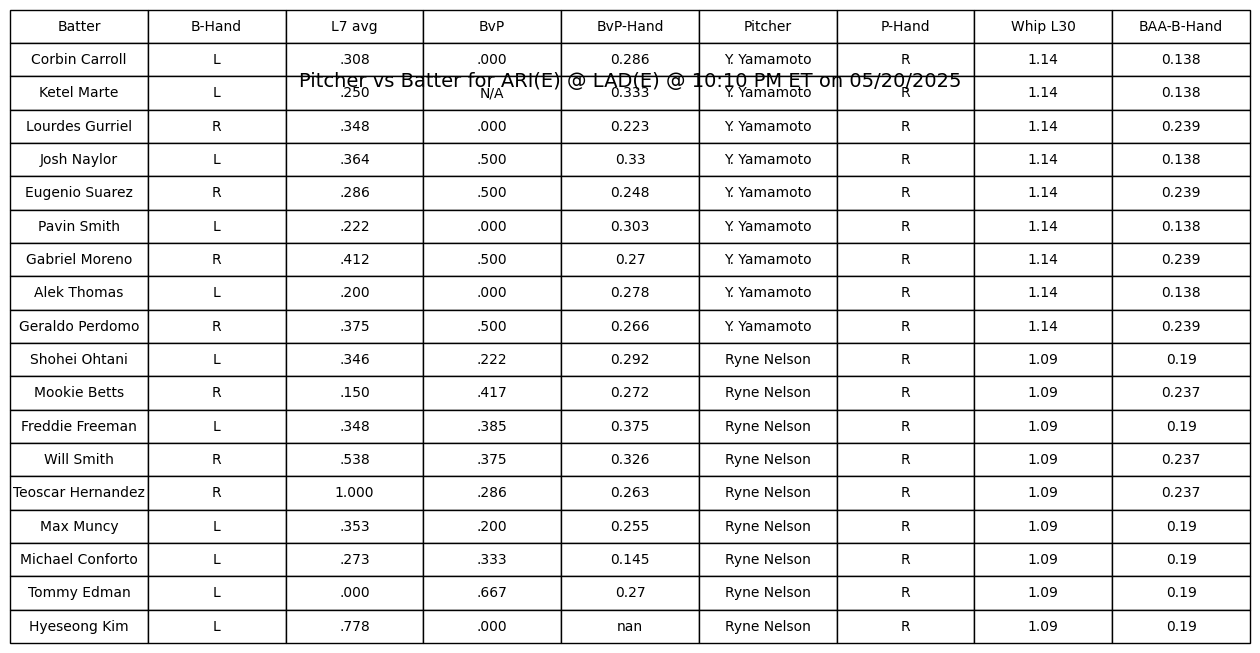 Batter B-Hand L7 avg BvP BvP-Hand Pitcher P-Hand Whip L30 BAA-B-Hand
Corbin Carroll L .308 .000 0.286 Y. Yamamoto R 1.14 0.138
Pitcher vs Batter for ARI(E) @ LAD(E) @ 10:10 PM ET on 05/20/2025
Ketel Marte L .250 N/A 0.333 Y. Yamamoto R 1.14 0.138
Lourdes Gurriel R .348 .000 0.223 Y. Yamamoto R 1.14 0.239
Josh Naylor L .364 .500 0.33 Y. Yamamoto R 1.14 0.138
Eugenio Suarez R .286 .500 0.248 Y. Yamamoto R 1.14 0.239
Pavin Smith L .222 .000 0.303 Y. Yamamoto R 1.14 0.138
Gabriel Moreno R .412 .500 0.27 Y. Yamamoto R 1.14 0.239
Alek Thomas L .200 .000 0.278 Y. Yamamoto R 1.14 0.138
Geraldo Perdomo R .375 .500 0.266 Y. Yamamoto R 1.14 0.239
Shohei Ohtani L .346 .222 0.292 Ryne Nelson R 1.09 0.19
Mookie Betts R .150 .417 0.272 Ryne Nelson R 1.09 0.237
Freddie Freeman L .348 .385 0.375 Ryne Nelson R 1.09 0.19
Will Smith R .538 .375 0.326 Ryne Nelson R 1.09 0.237
Teoscar Hernandez R 1.000 .286 0.263 Ryne Nelson R 1.09 0.237
Max Muncy L .353 .200 0.255 Ryne Nelson R 1.09 0.19
Michael Conforto L .273 .333 0.145 Ryne Nelson R 1.09 0.19
Tommy Edman L .000 .667 0.27 Ryne Nelson R 1.09 0.19
Hyeseong Kim L .778 .000 nan Ryne Nelson R 1.09 0.19